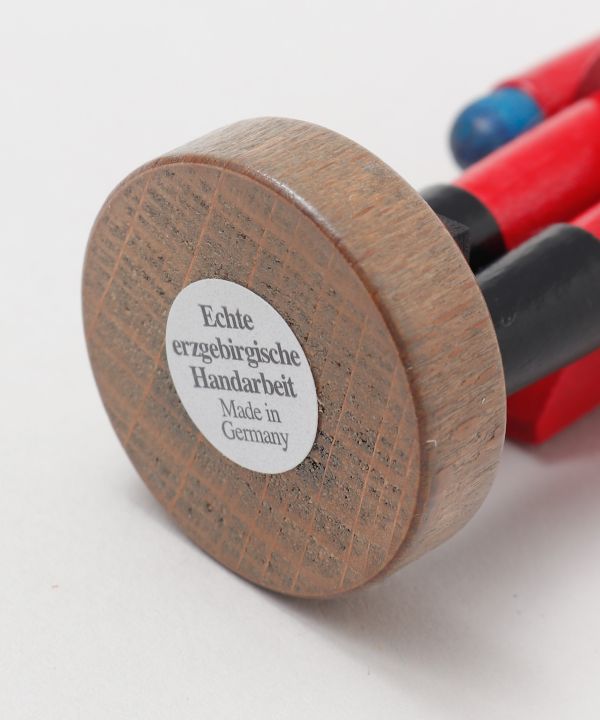 Echte
erzgebirgische
Handarbeit
Made in
Germany